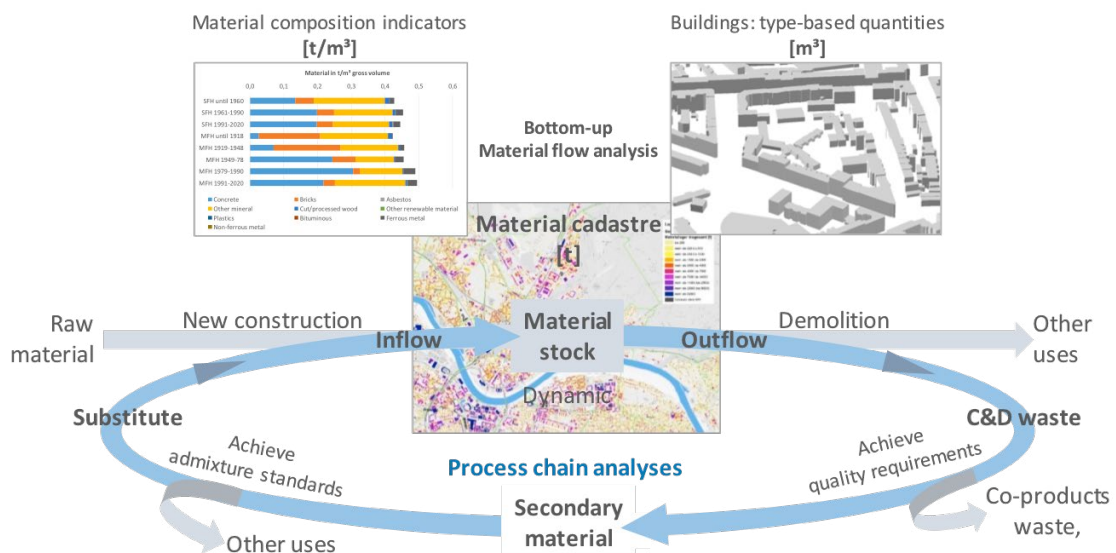 Material composition indicators
[t/m³]
Buildings: type-based quantities
[m³]
Material in t/m³ gross volume
0,0 0,1 0,2 0,3 0,4 0,5 0,6
SFH until 1960
SFH 1961-1990
SFH 1991-2020
MFH until 1918
MFH 1919-1948
MFH 1949-78
MFH 1979-1990
MFH 1991-2020
Concrete Bricks Asbestos
Other mineral Cut/processed wood Other renewable material
Plastics Bituminous Ferrous metal
Non-ferrous metal
Bottom-up
Material flow analysis
Material cadastre
[t]
Raw
material
New construction
Inflow
Material
stock
Outflow
Demolition
Other
uses
Dynamic
Substitute
C&D waste
Achieve
admixture standards
Achieve
quality requirements
Process chain analyses
Secondary
material
Other uses
Co-products
waste,